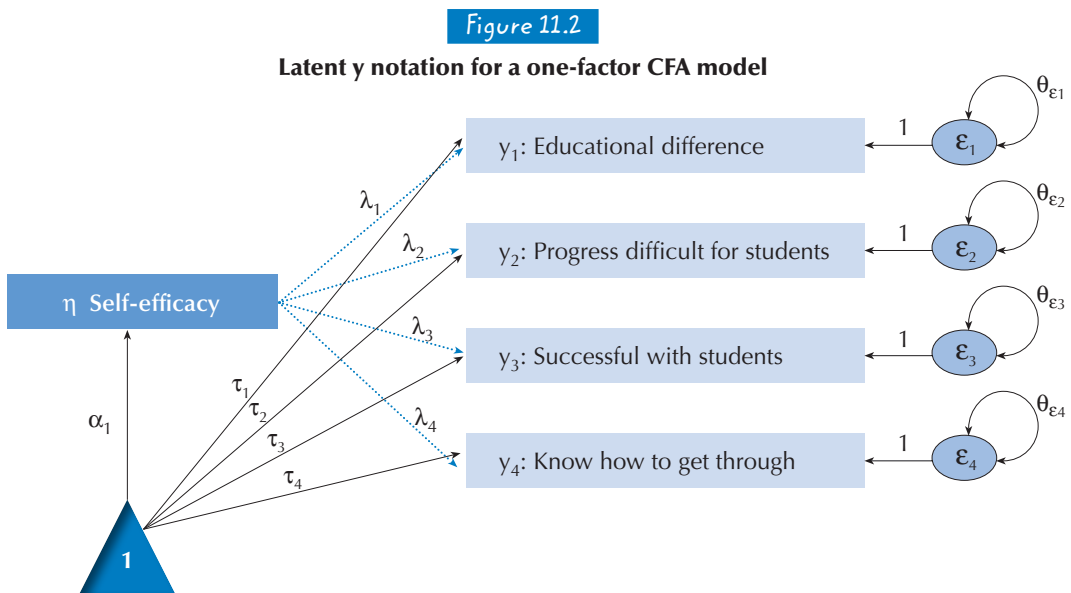 Figure 11.2
Latent y notation for a one-factor CFA model
θε1
y1: Educational difference
1
ε1
λ1
θε2
y2: Progress difficult for students
1
ε2
λ2
η Self-efficacy
θε3
y3: Successful with students
1
ε3
λ3
τ1
τ2
τ3
λ4
α1
θε4
y4: Know how to get through
1
ε4
τ4
1